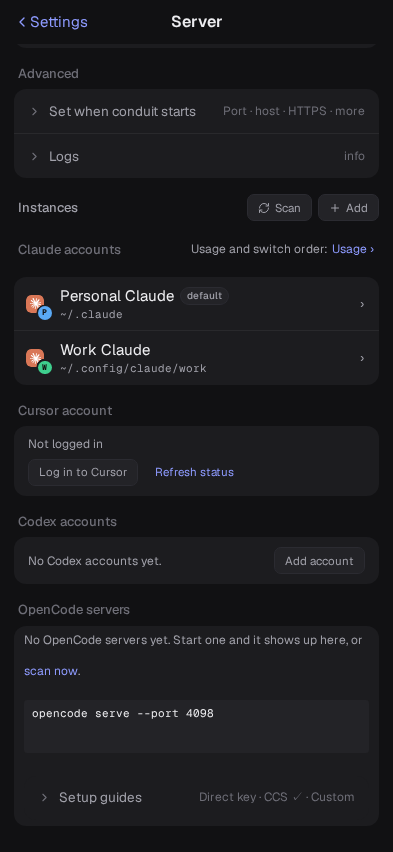 Settings
Server
Advanced
Set when conduit starts Port · host · HTTPS · more
Logs info
Instances Scan Add
Claude accounts Usage and switch order: Usage ›
Personal Claude default
P ~/.claude
Work Claude
W ~/.config/claude/work
Cursor account
Not logged in
Log in to Cursor Refresh status
Codex accounts
No Codex accounts yet. Add account
OpenCode servers
No OpenCode servers yet. Start one and it shows up here, or
scan now.
opencode serve --port 4098
Setup guides Direct key · CCS ✓ · Custom